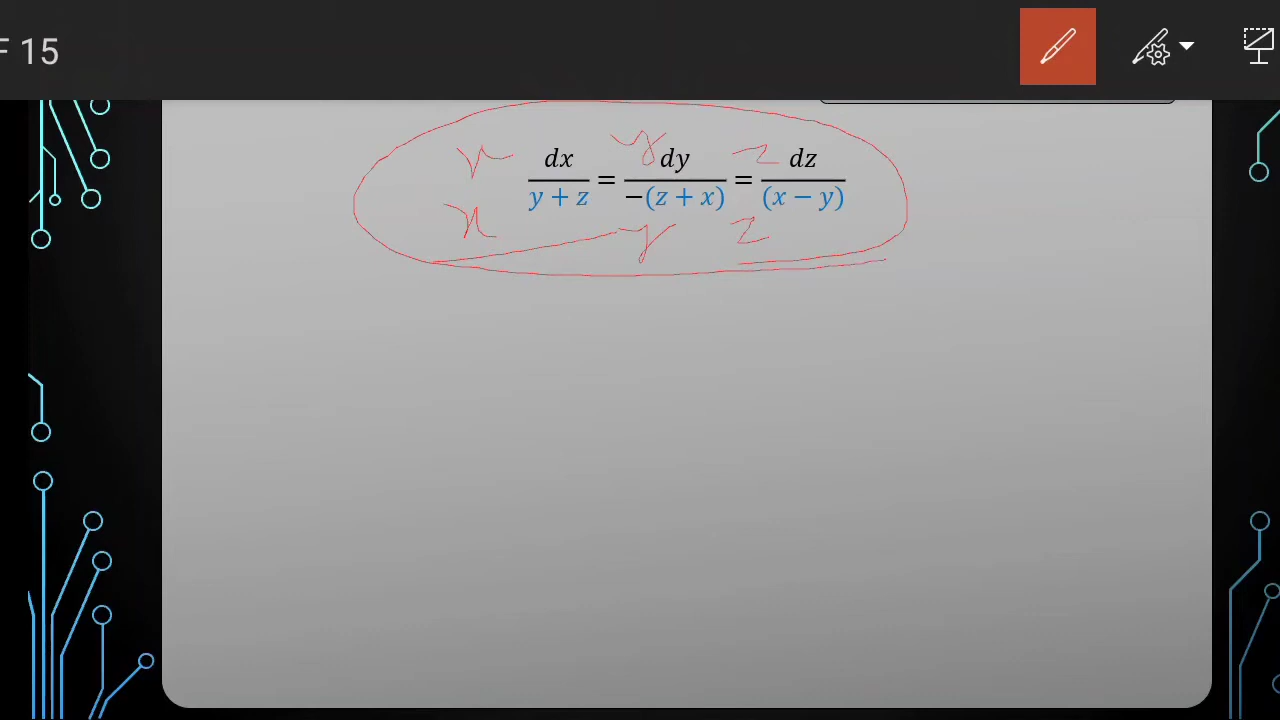 F 15
x dx/(y + z) = y dy/(−(z + x)) = z dz/((x − y))
x y z